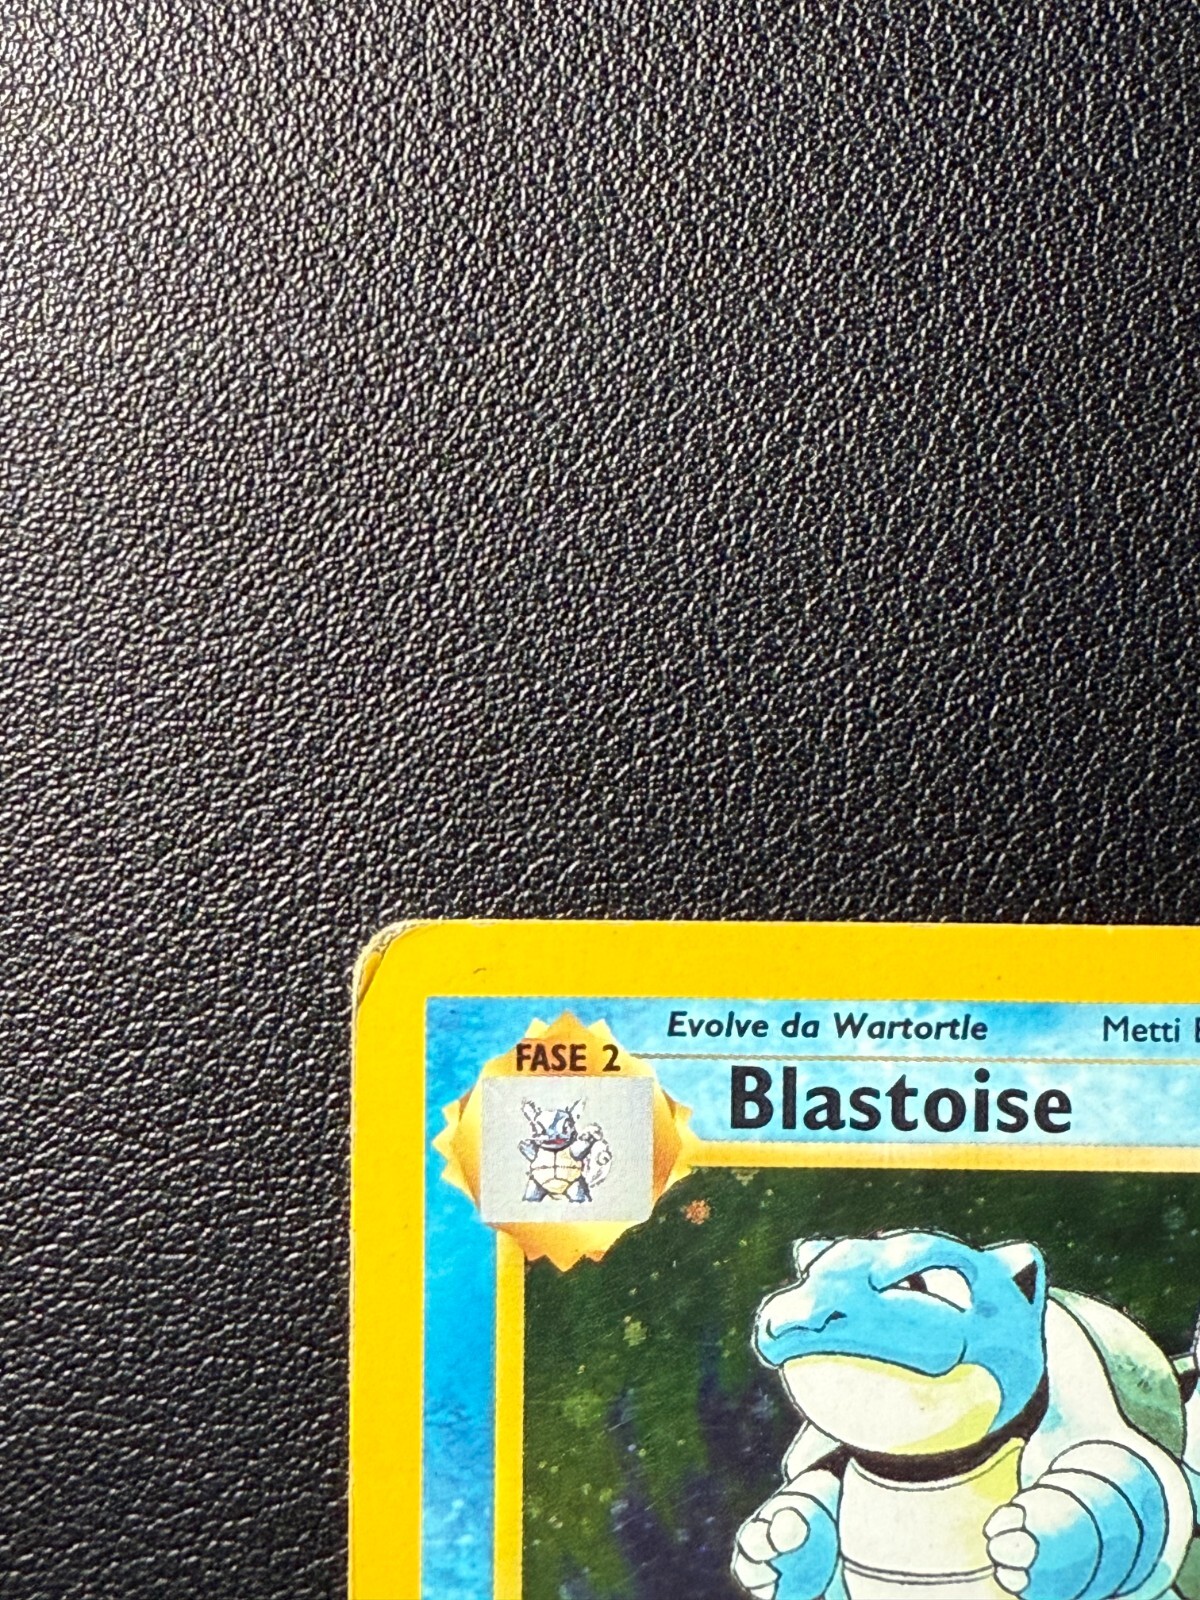 Evolve da Wartortle Metti
FASE 2
Blastoise